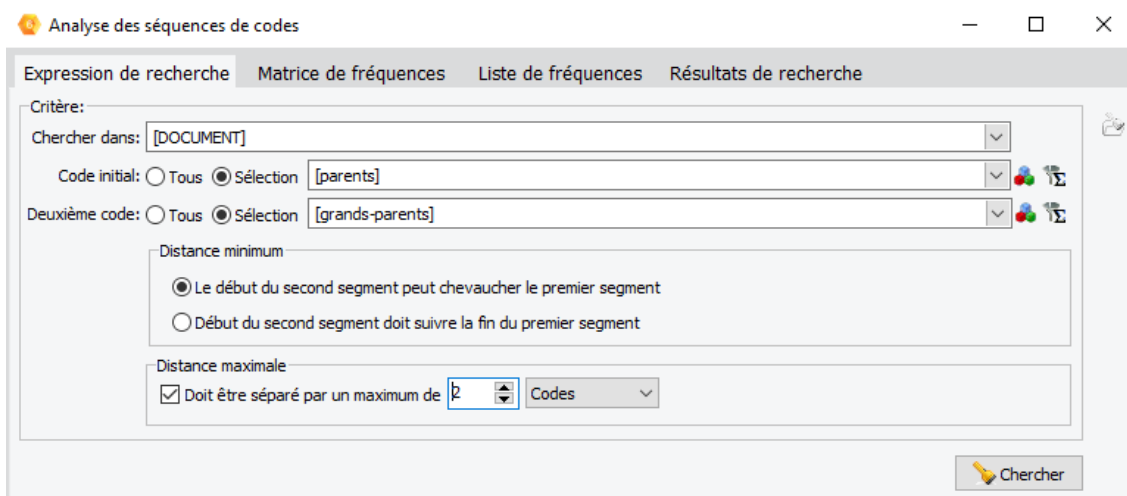 Analyse des séquences de codes
Expression de recherche Matrice de fréquences Liste de fréquences Résultats de recherche
Critère:
Chercher dans: [DOCUMENT]
Code initial: Tous Sélection [parents]
Deuxième code: Tous Sélection [grands-parents]
Distance minimum
Le début du second segment peut chevaucher le premier segment
Début du second segment doit suivre la fin du premier segment
Distance maximale
Doit être séparé par un maximum de 2 Codes
Chercher